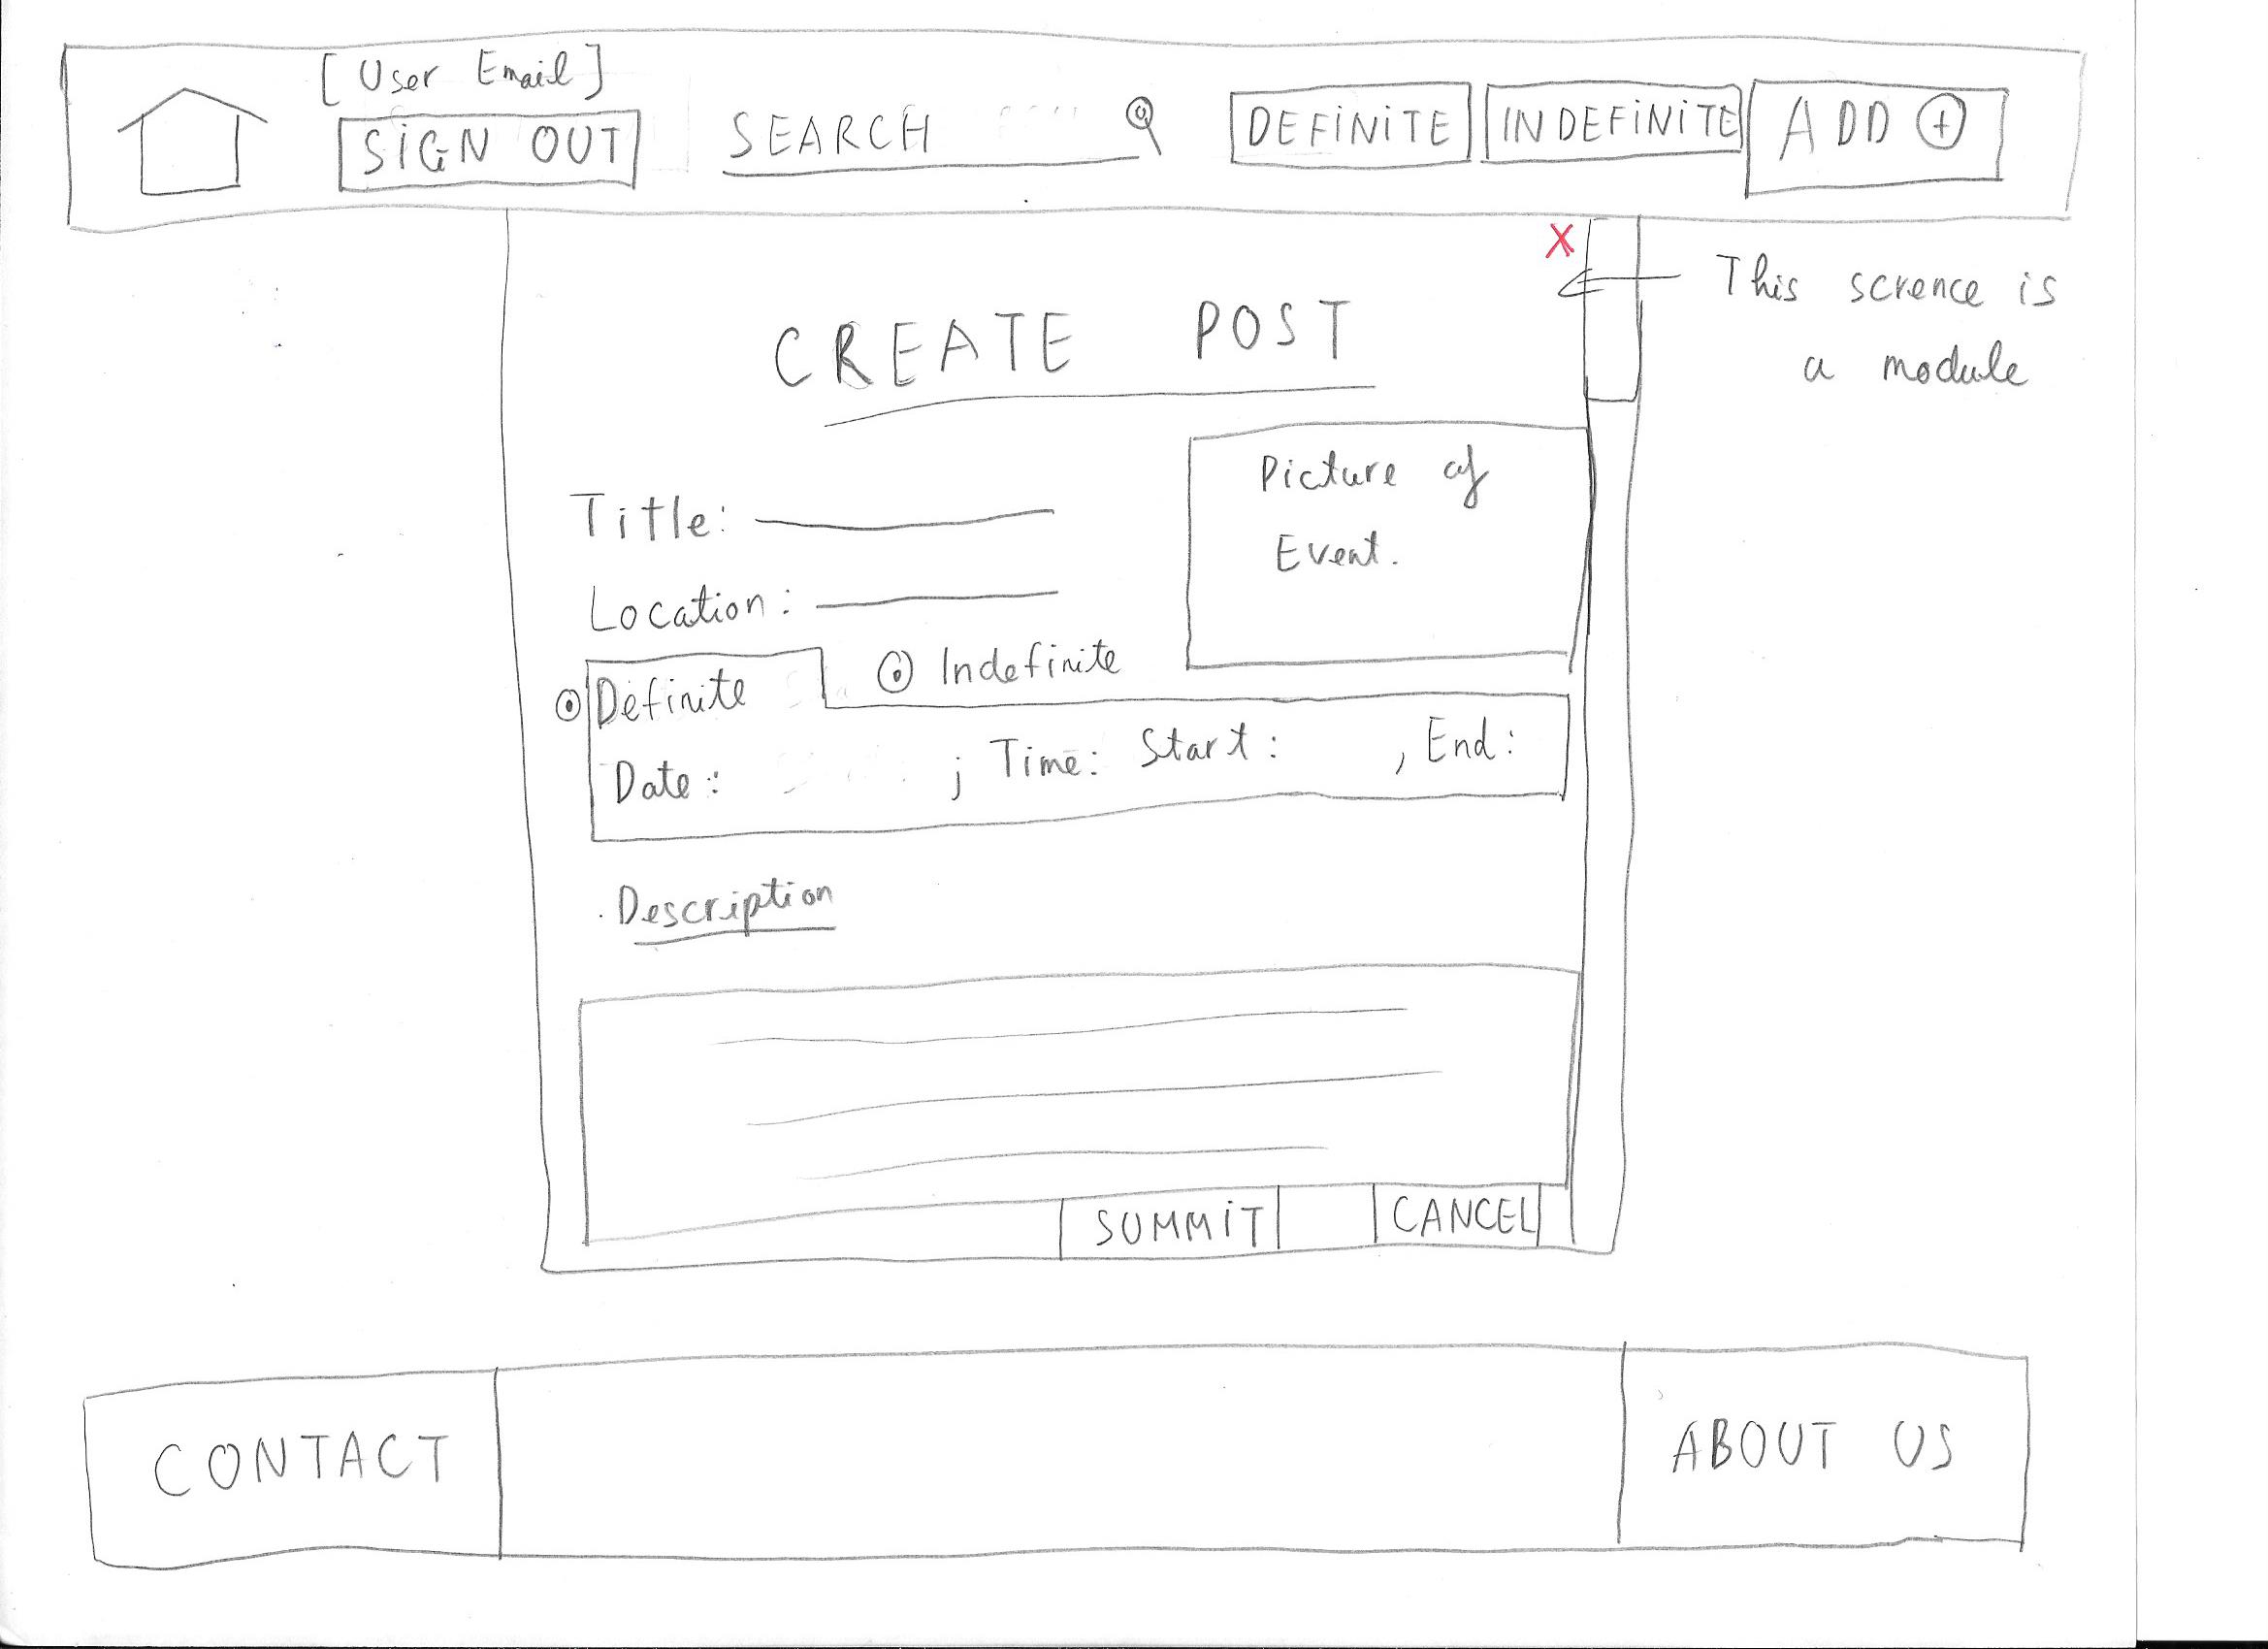 [User Email]
SIGN OUT
SEARCH
DEFINITE
INDEFINITE
ADD +
X
This scrence is
a module
CREATE POST
Title:
Location:
Picture of
Event.
Definite
Indefinite
Date: ; Time: Start: , End:
Description
SUMMIT
CANCEL
CONTACT
ABOUT US